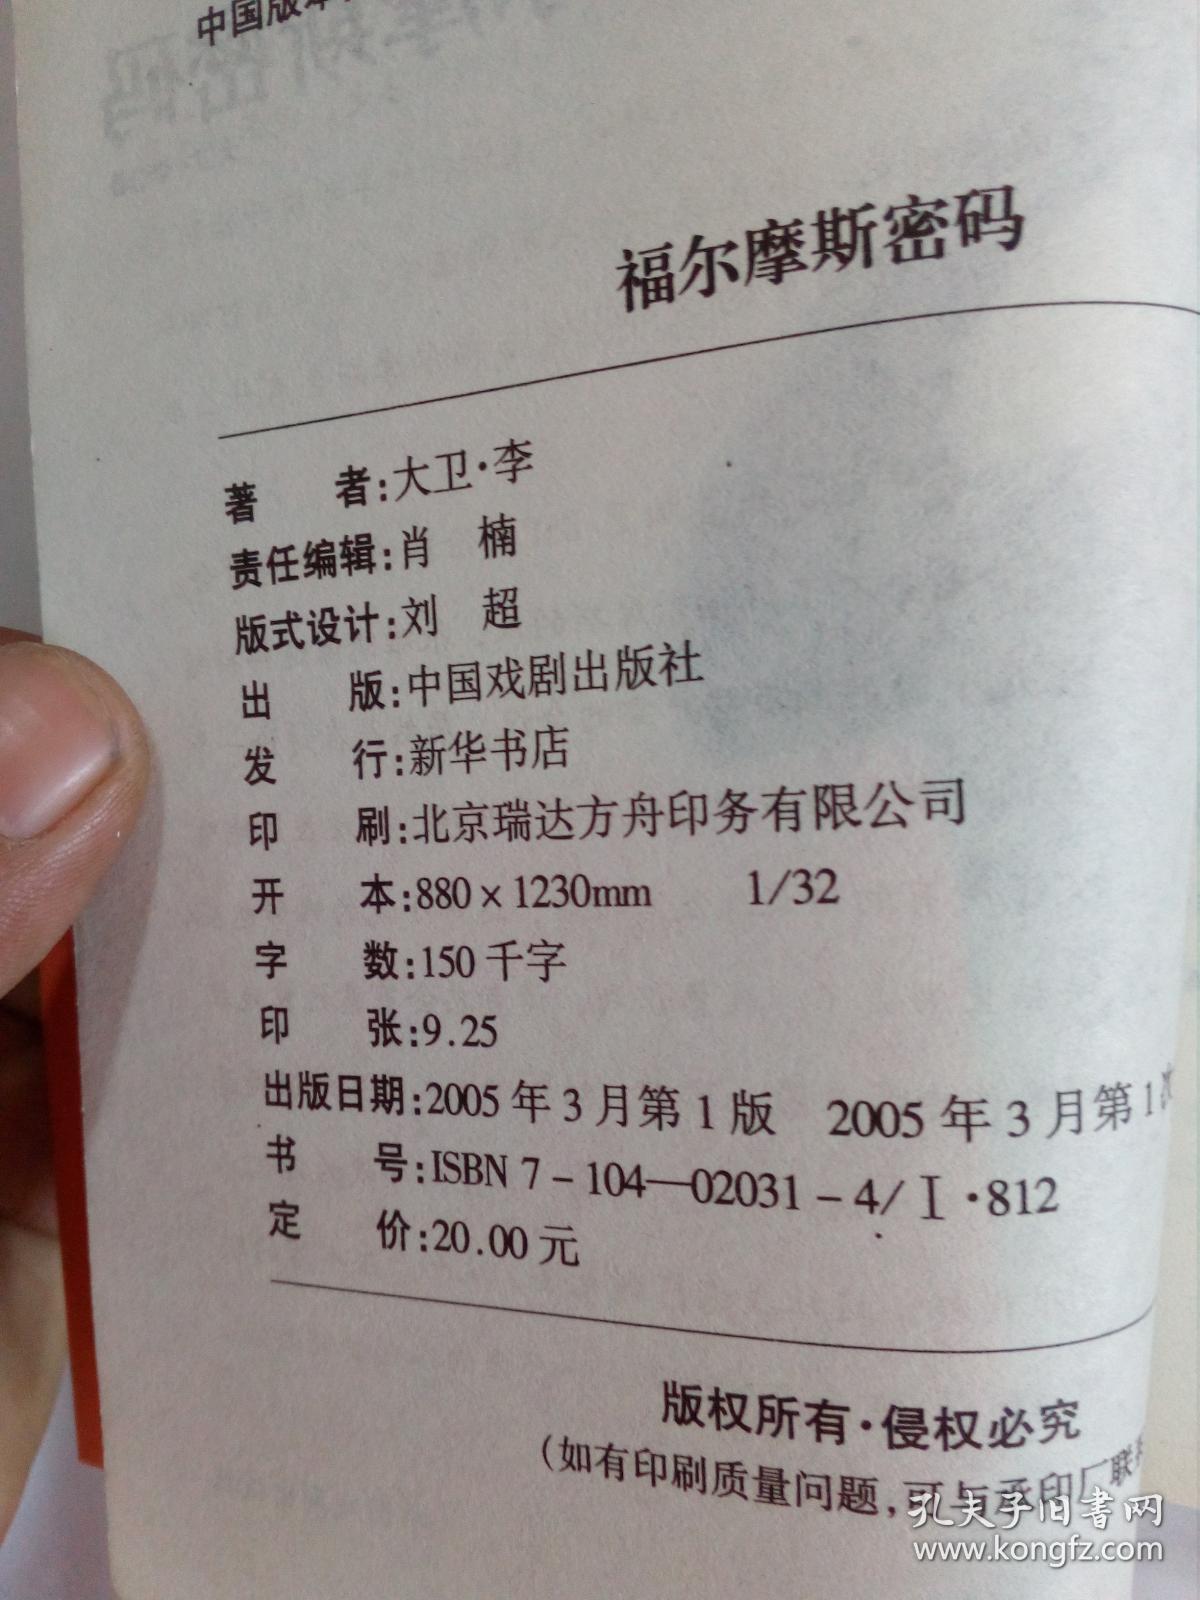 中国版本
福尔摩斯密码
著 者:大卫·李
责任编辑:肖 楠
版式设计:刘 超
出 版:中国戏剧出版社
发 行:新华书店
印 刷:北京瑞达方舟印务有限公司
开 本:880×1230mm 1/32
字 数:150千字
印 张:9.25
出版日期:2005年3月第1版 2005年3月第1次
书 号:ISBN 7-104—02031-4/Ⅰ·812
定 价:20.00元
版权所有·侵权必究
(如有印刷质量问题,可与承印厂联系
孔夫子旧书网
www.kongfz.com